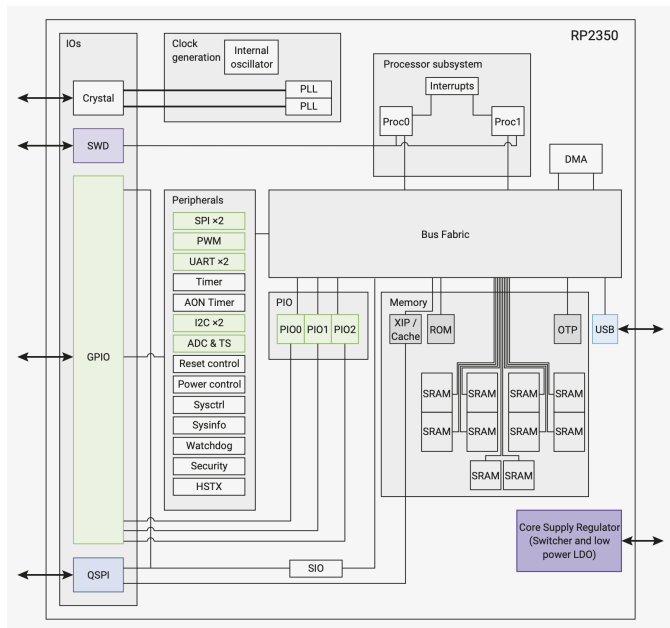 RP2350
IOs
Crystal
SWD
GPIO
QSPI
Clock
generation
Internal
oscillator
PLL
PLL
Processor subsystem
Interrupts
Proc0
Proc1
DMA
Bus Fabric
Peripherals
SPI ×2
PWM
UART ×2
Timer
AON Timer
I2C ×2
ADC & TS
Reset control
Power control
Sysctrl
Sysinfo
Watchdog
Security
HSTX
PIO
PIO0
PIO1
PIO2
Memory
XIP /
Cache
ROM
OTP
USB
SRAM
SRAM
SRAM
SRAM
SRAM
SRAM
SRAM
SRAM
SRAM
SRAM
SIO
Core Supply Regulator
(Switcher and low
power LDO)